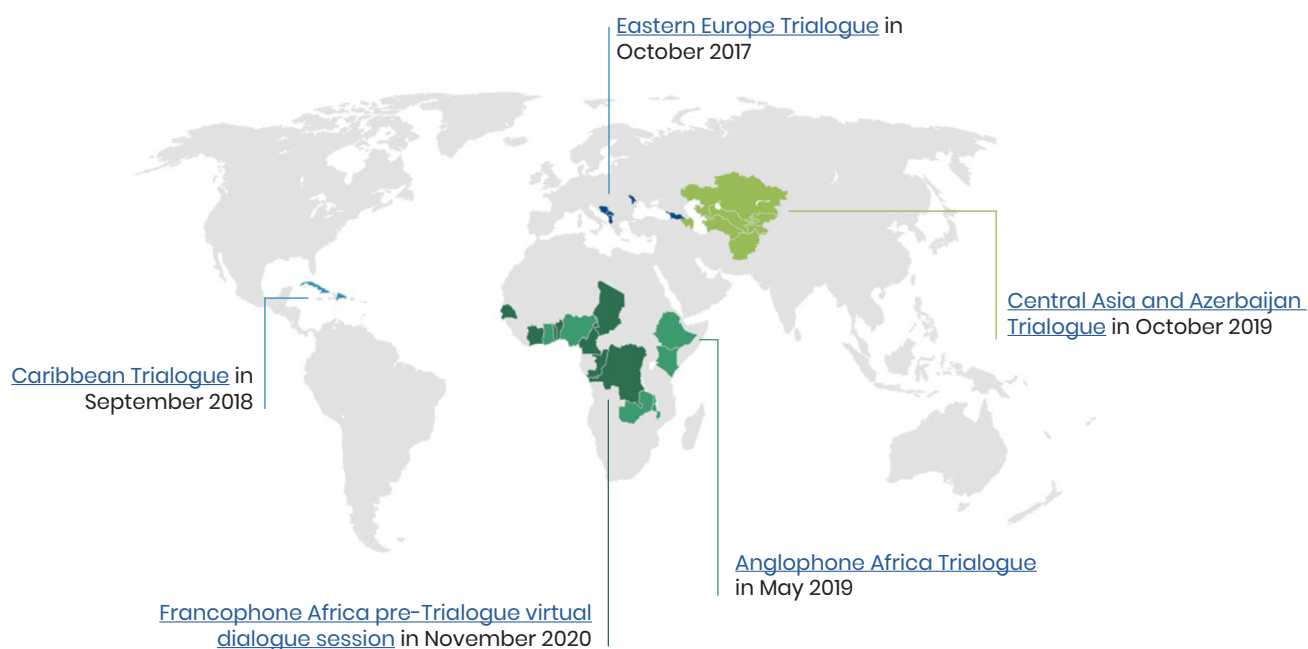 Eastern Europe Trialogue in
October 2017
Central Asia and Azerbaijan
Trialogue in October 2019
Caribbean Trialogue in
September 2018
Anglophone Africa Trialogue
in May 2019
Francophone Africa pre-Trialogue virtual
dialogue session in November 2020